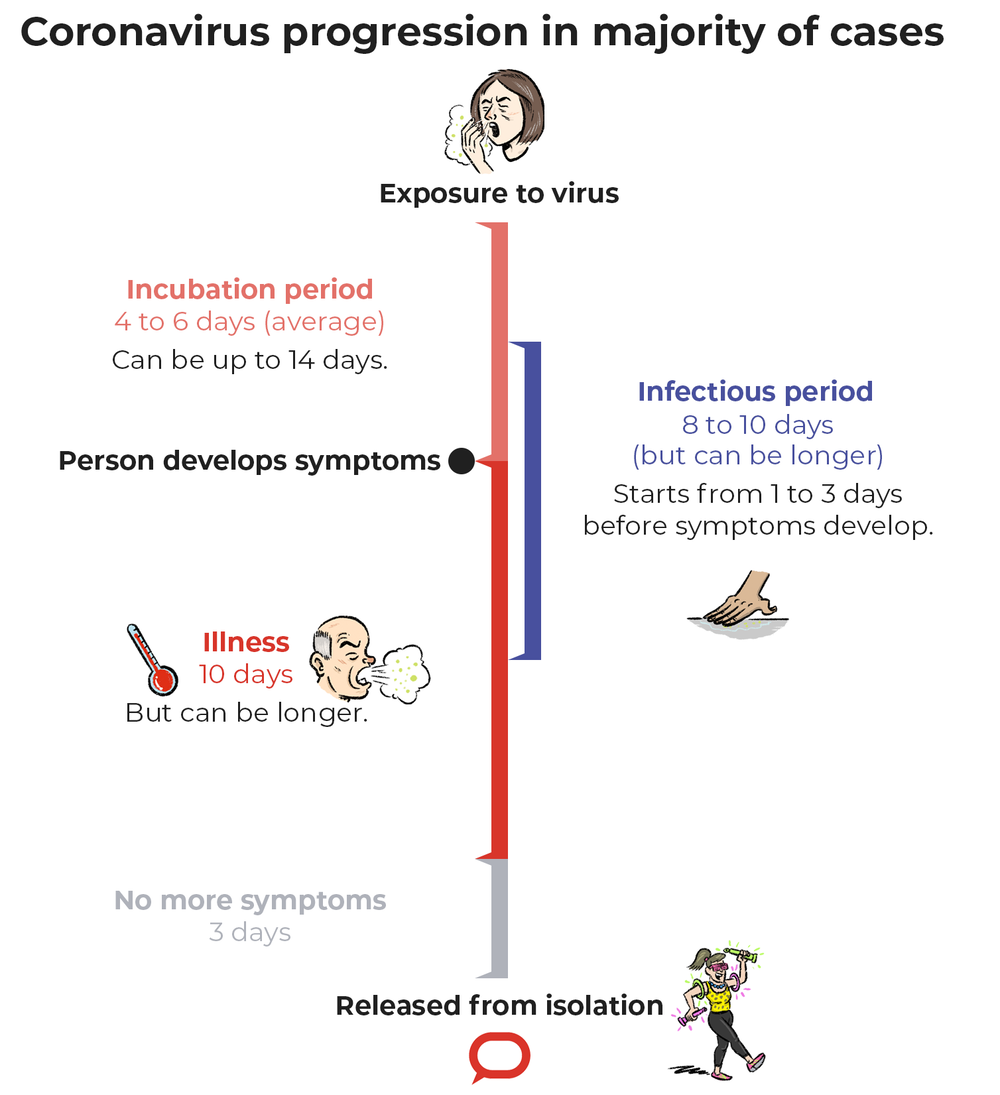 Coronavirus progression in majority of cases
Exposure to virus
Incubation period
4 to 6 days (average)
Can be up to 14 days.
Infectious period
8 to 10 days
(but can be longer)
Starts from 1 to 3 days
before symptoms develop.
Person develops symptoms
Illness
10 days
But can be longer.
No more symptoms
3 days
Released from isolation